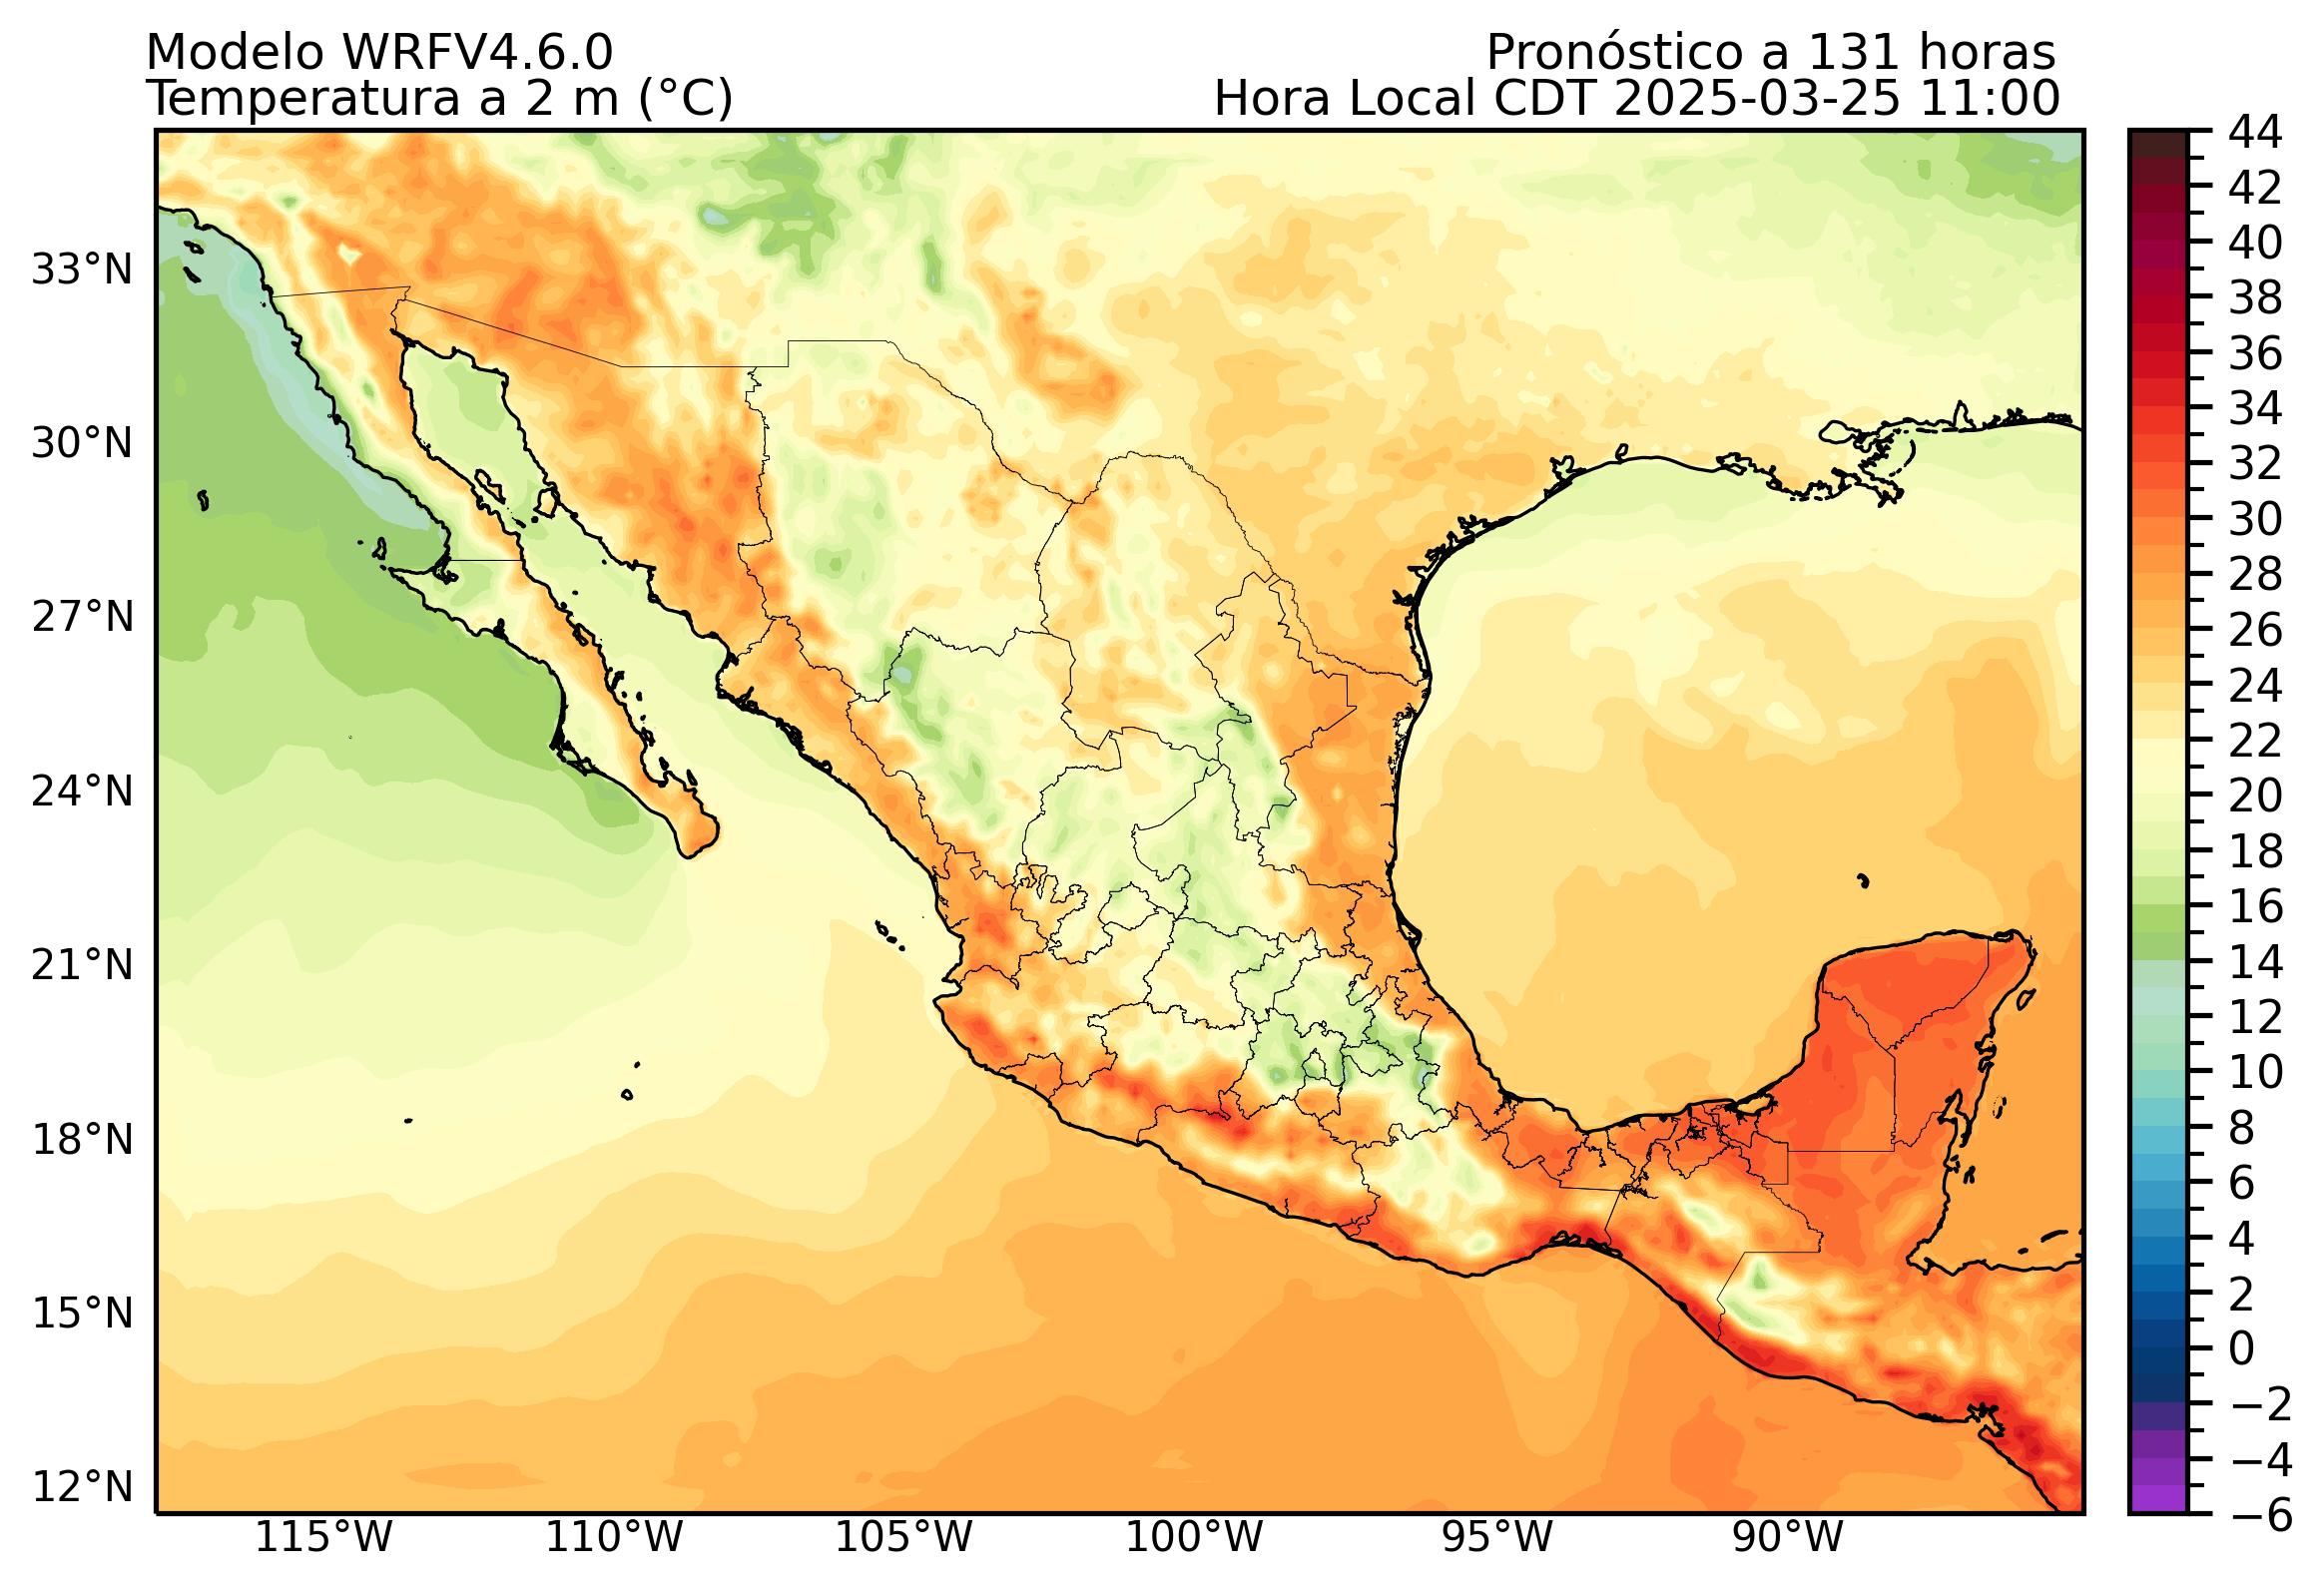 Modelo WRFV4.6.0
Pronóstico a 131 horas
Temperatura a 2 m (°C)
Hora Local CDT 2025-03-25 11:00
44
42
40
38
36
34
32
30
28
26
24
22
20
18
16
14
12
10
8
6
4
2
0
−2
−4
−6
33°N
30°N
27°N
24°N
21°N
18°N
15°N
12°N
115°W 110°W 105°W 100°W 95°W 90°W